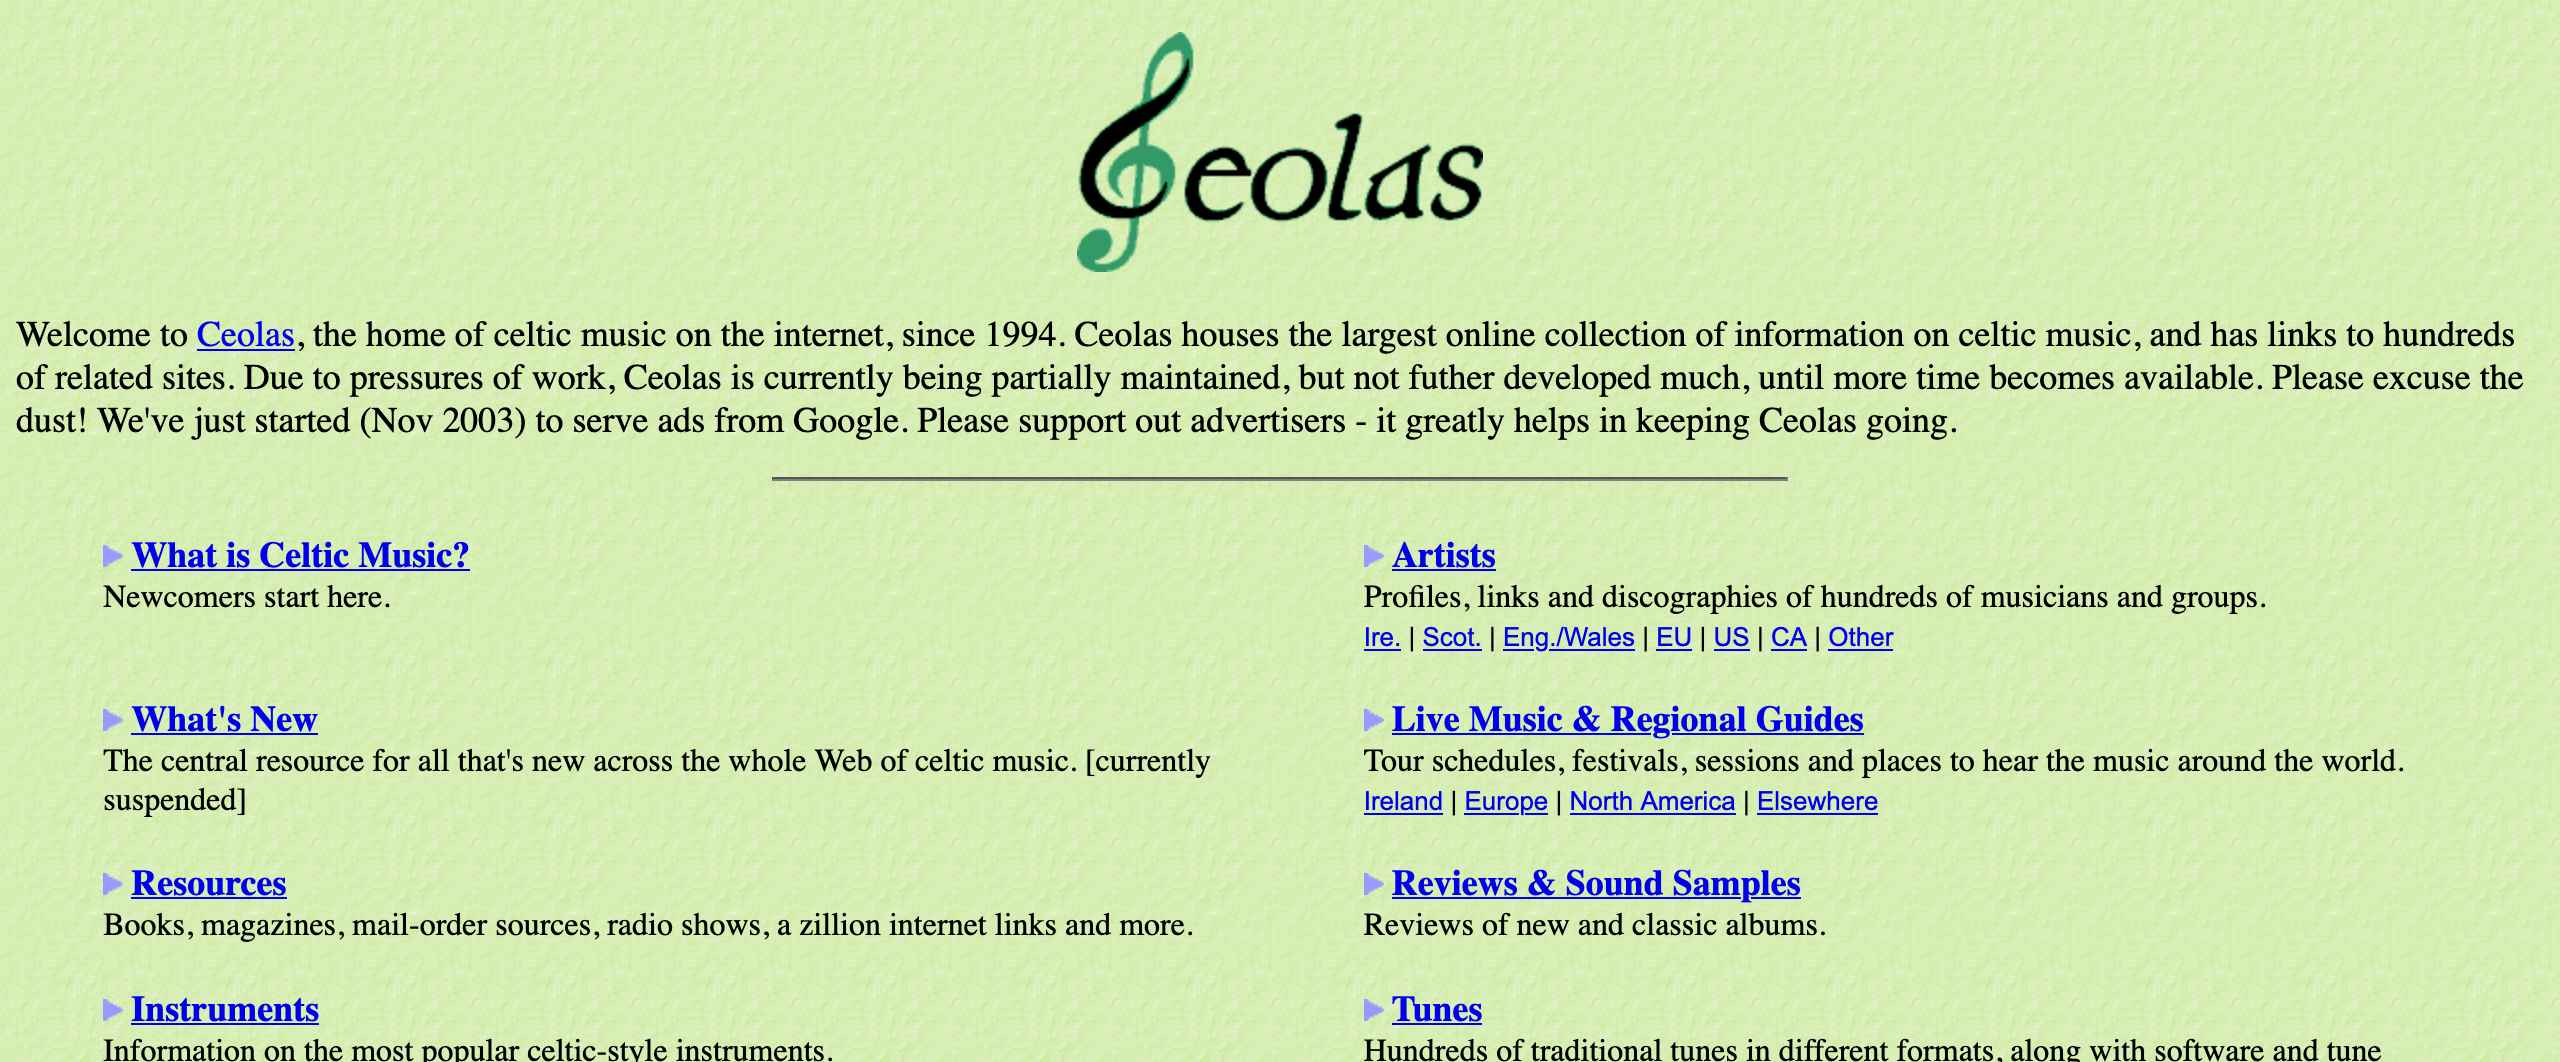 Ceolas
Welcome to Ceolas, the home of celtic music on the internet, since 1994. Ceolas houses the largest online collection of information on celtic music, and has links to hundreds
of related sites. Due to pressures of work, Ceolas is currently being partially maintained, but not futher developed much, until more time becomes available. Please excuse the
dust! We've just started (Nov 2003) to serve ads from Google. Please support out advertisers - it greatly helps in keeping Ceolas going.
What is Celtic Music?
Newcomers start here.
Artists
Profiles, links and discographies of hundreds of musicians and groups.
Ire. | Scot. | Eng./Wales | EU | US | CA | Other
What's New
The central resource for all that's new across the whole Web of celtic music. [currently
suspended]
Live Music & Regional Guides
Tour schedules, festivals, sessions and places to hear the music around the world.
Ireland | Europe | North America | Elsewhere
Resources
Books, magazines, mail-order sources, radio shows, a zillion internet links and more.
Reviews & Sound Samples
Reviews of new and classic albums.
Instruments
Information on the most popular celtic-style instruments.
Tunes
Hundreds of traditional tunes in different formats, along with software and tune